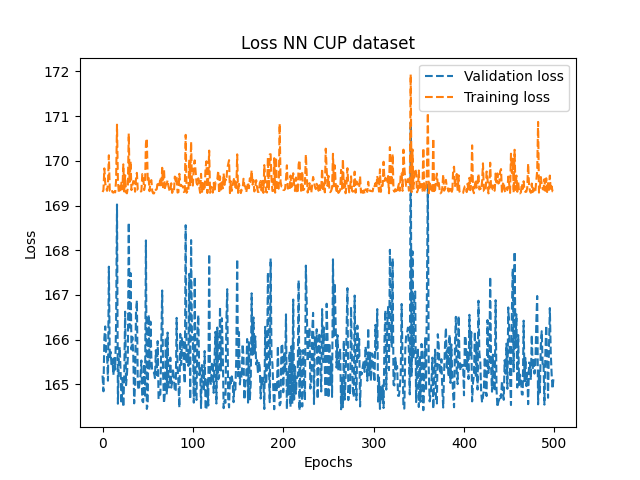 Loss NN CUP dataset
172
171
170
169
168
167
166
165
Loss
Validation loss
Training loss
0
100
200
300
400
500
Epochs